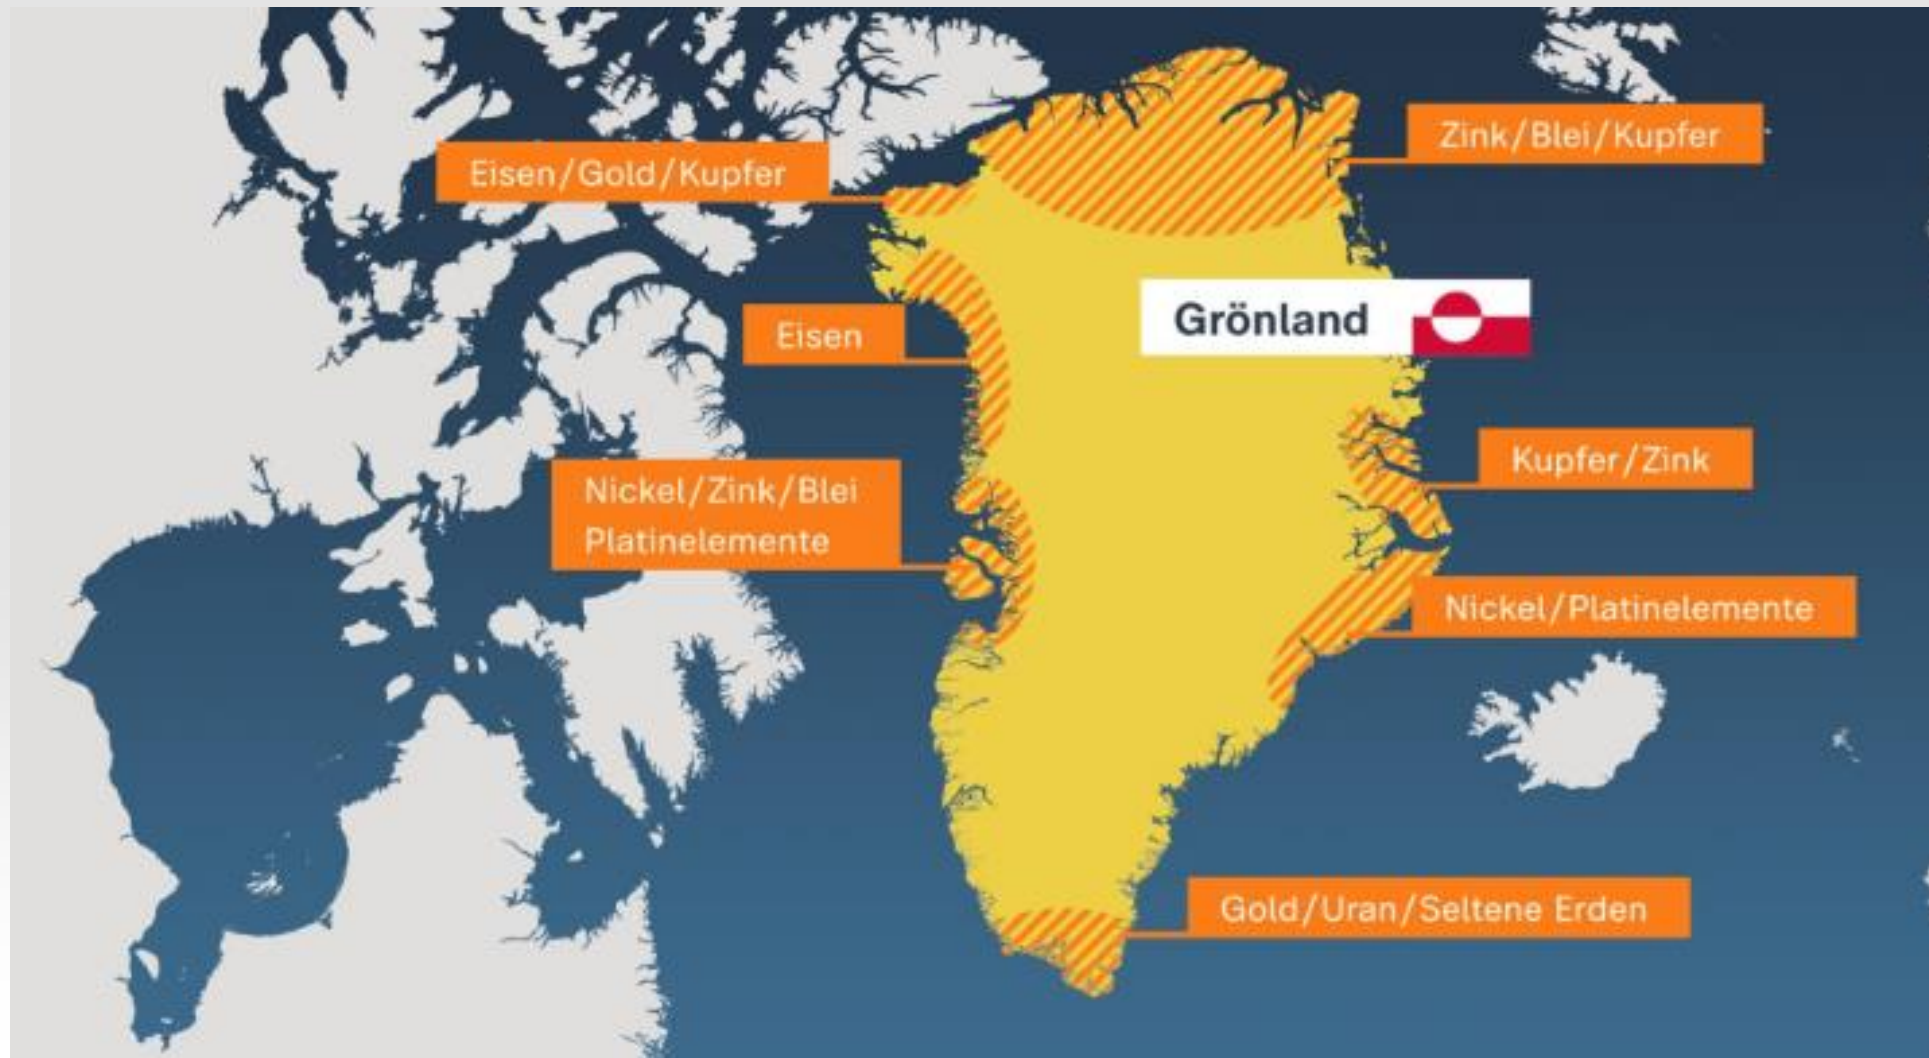 Zink/Blei/Kupfer
Eisen/Gold/Kupfer
Grönland
Eisen
Kupfer/Zink
Nickel/Zink/Blei
Platinelemente
Nickel/Platinelemente
Gold/Uran/Seltene Erden